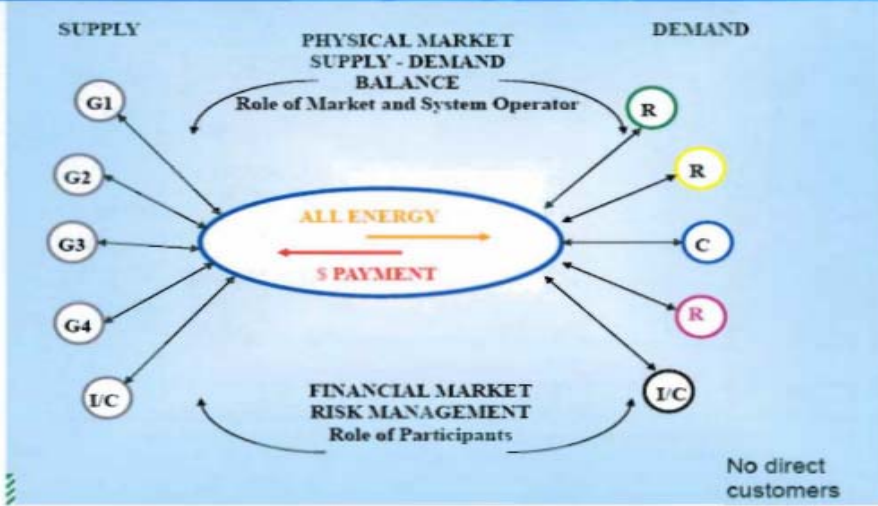 SUPPLY
DEMAND
PHYSICAL MARKET
SUPPLY - DEMAND
BALANCE
Role of Market and System Operator
G1
G2
G3
G4
I/C
ALL ENERGY
$ PAYMENT
R
R
C
R
I/C
FINANCIAL MARKET
RISK MANAGEMENT
Role of Participants
No direct
customers